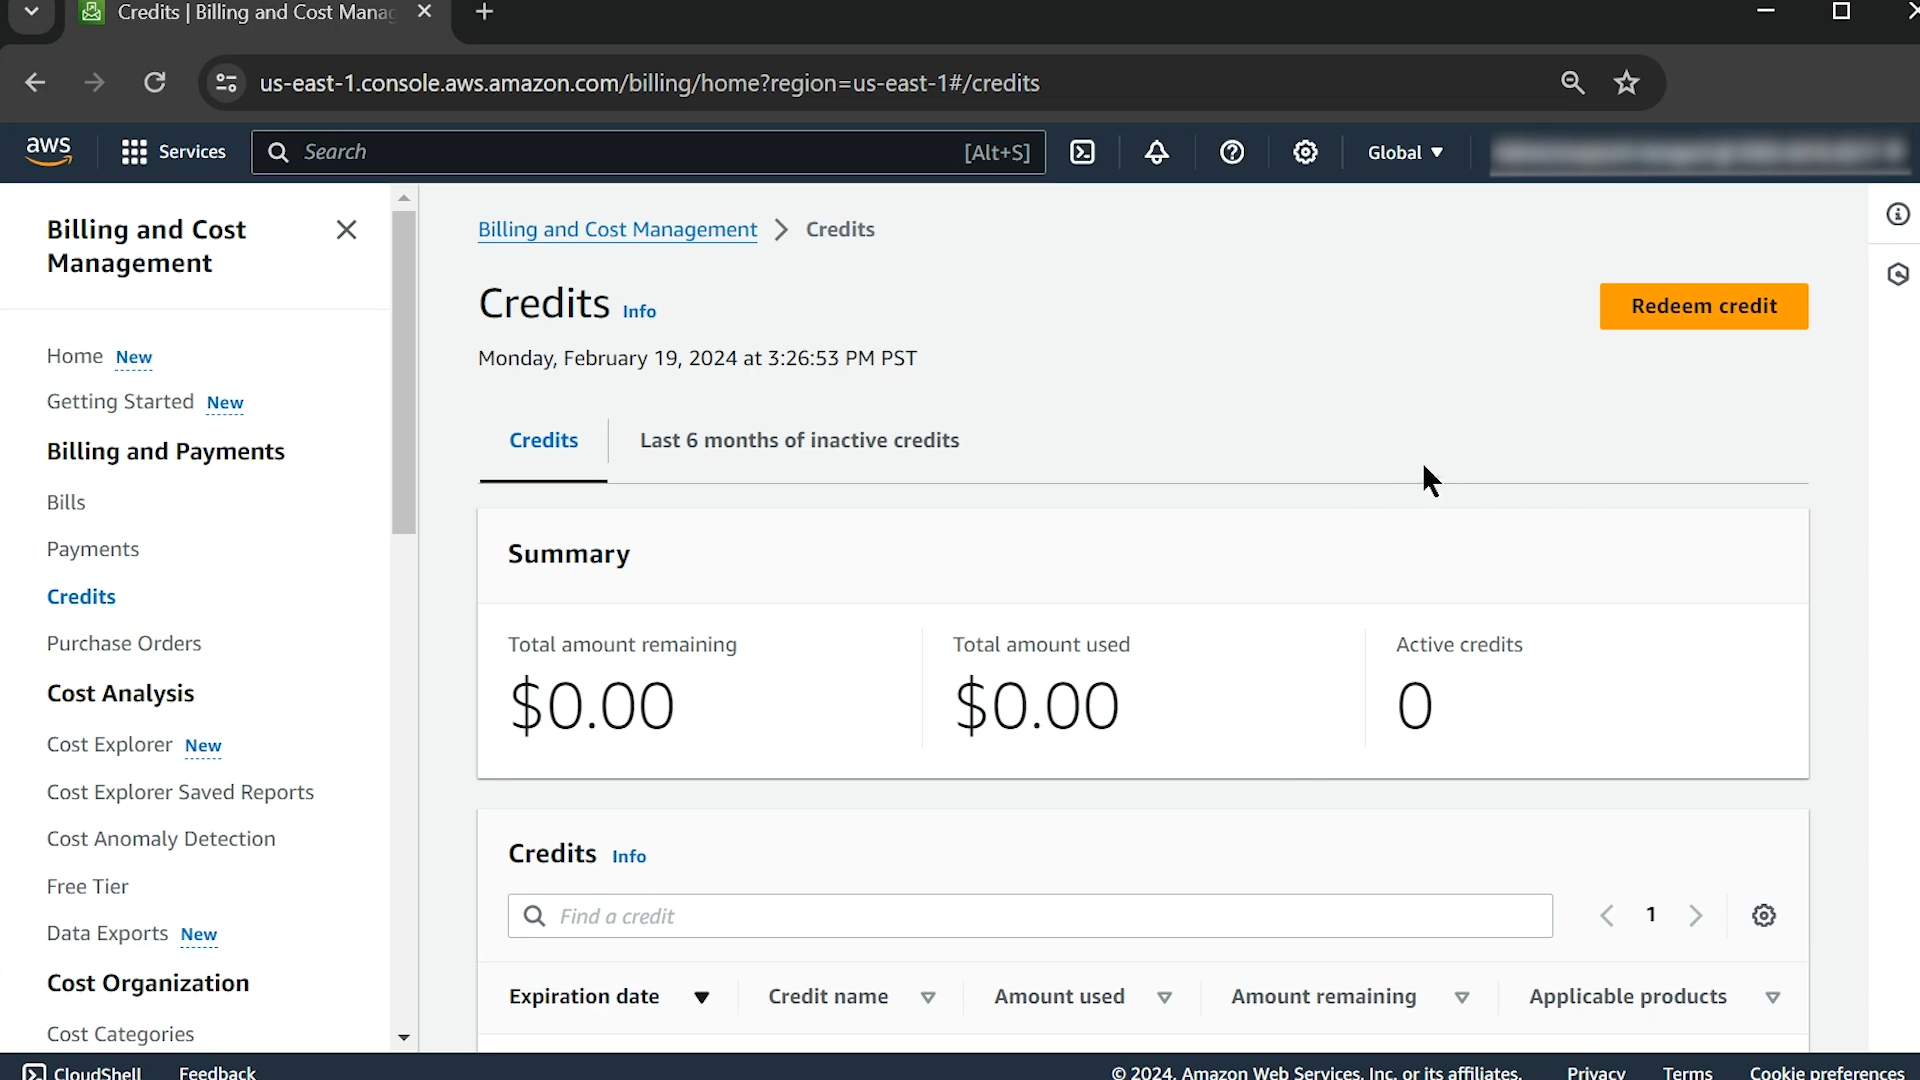 Credits | Billing and Cost Manag
us-east-1.console.aws.amazon.com/billing/home?region=us-east-1#/credits
aws
Services
Search
[Alt+S]
Global
Billing and Cost
Management
Home New
Getting Started New
Billing and Payments
Bills
Payments
Credits
Purchase Orders
Cost Analysis
Cost Explorer New
Cost Explorer Saved Reports
Cost Anomaly Detection
Free Tier
Data Exports New
Cost Organization
Cost Categories
Billing and Cost Management > Credits
Credits Info
Redeem credit
Monday, February 19, 2024 at 3:26:53 PM PST
Credits
Last 6 months of inactive credits
Summary
Total amount remaining
$0.00
Total amount used
$0.00
Active credits
0
Credits Info
Find a credit
1
Expiration date
Credit name
Amount used
Amount remaining
Applicable products
CloudShell
Feedback
© 2024, Amazon Web Services, Inc. or its affiliates.
Privacy
Terms
Cookie preferences